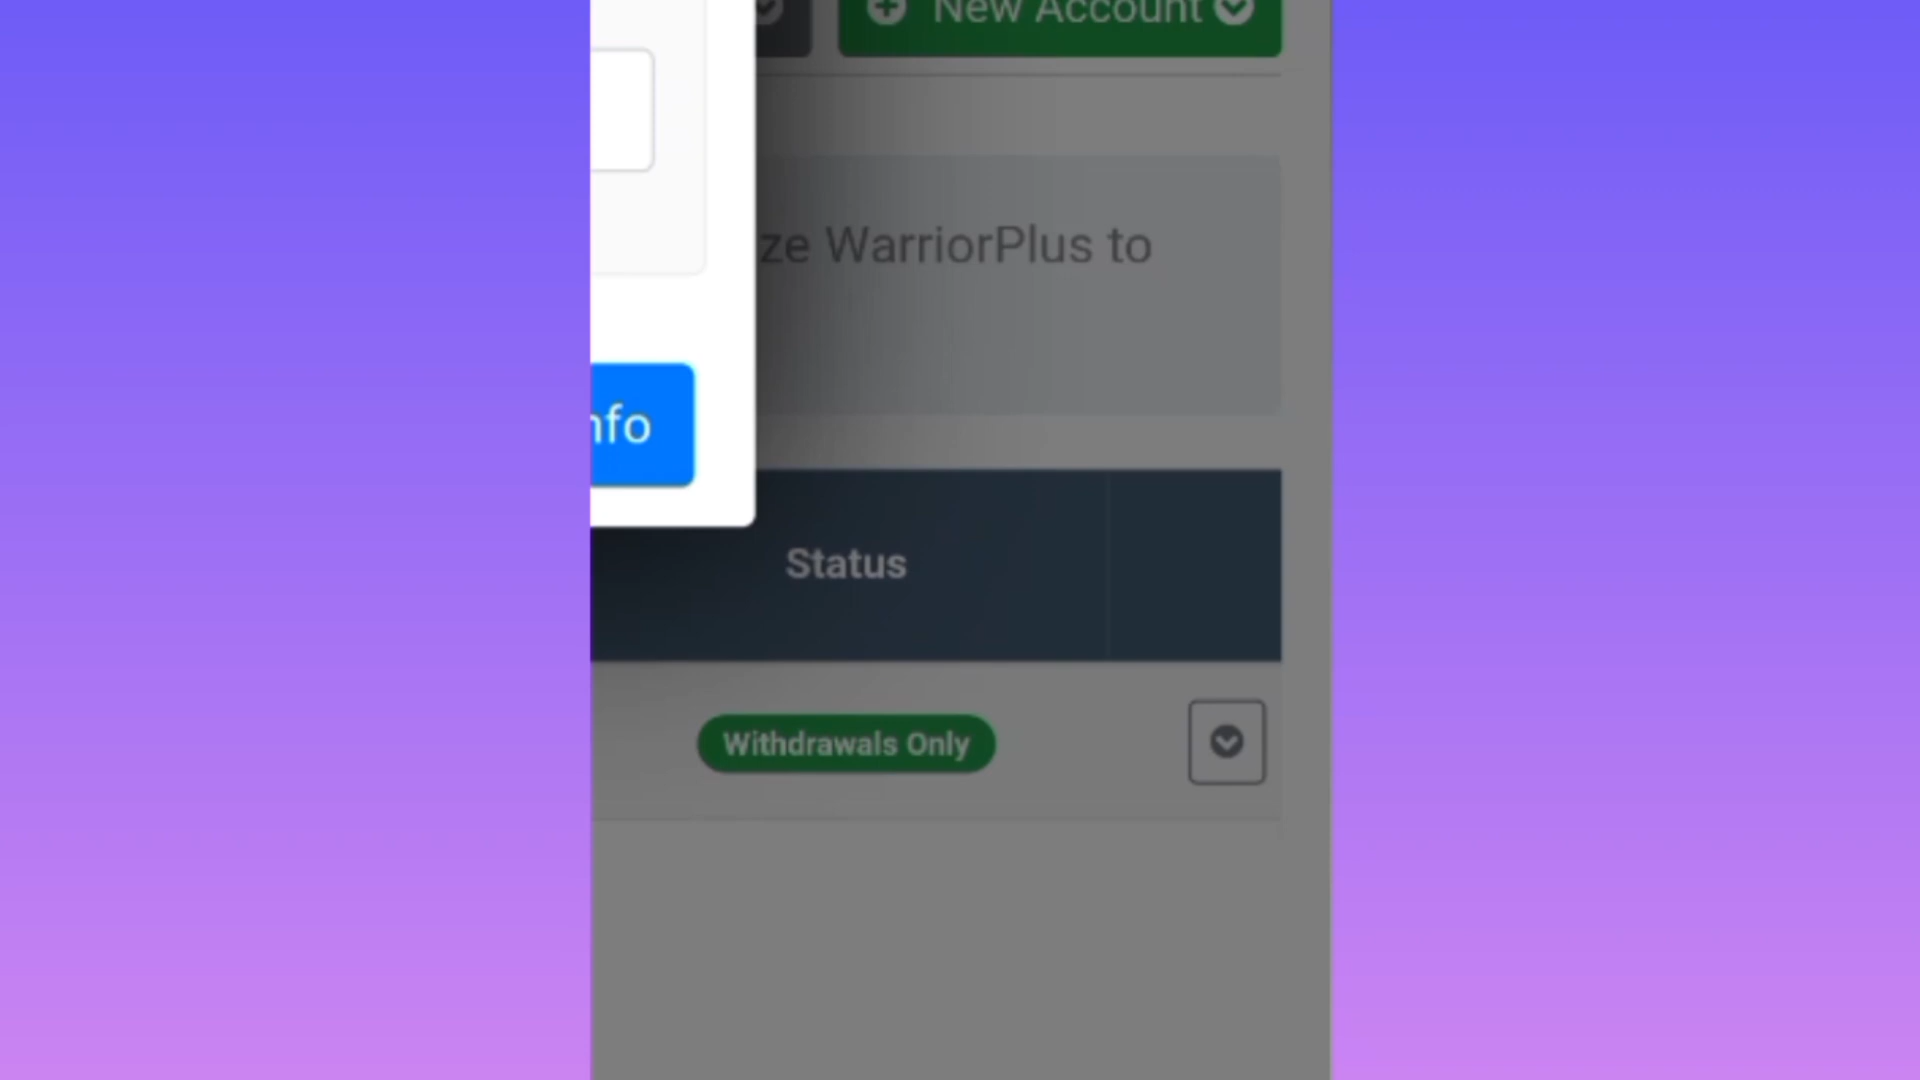 New Account
ze WarriorPlus to
nfo
Status
Withdrawals Only